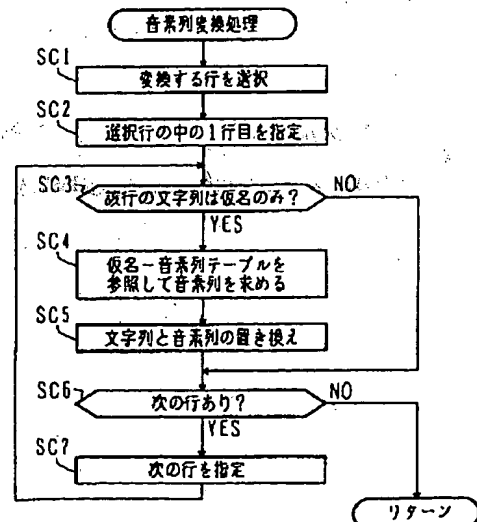 音素列変換処理
SC1
変換する行を選択
SC2
選択行の中の1行目を指定
SC3
該行の文字列は仮名のみ?
NO
YES
SC4
仮名−音素列テーブルを
参照して音素列を求める
SC5
文字列と音素列の置き換え
SC6
次の行あり?
NO
YES
SC7
次の行を指定
リターン